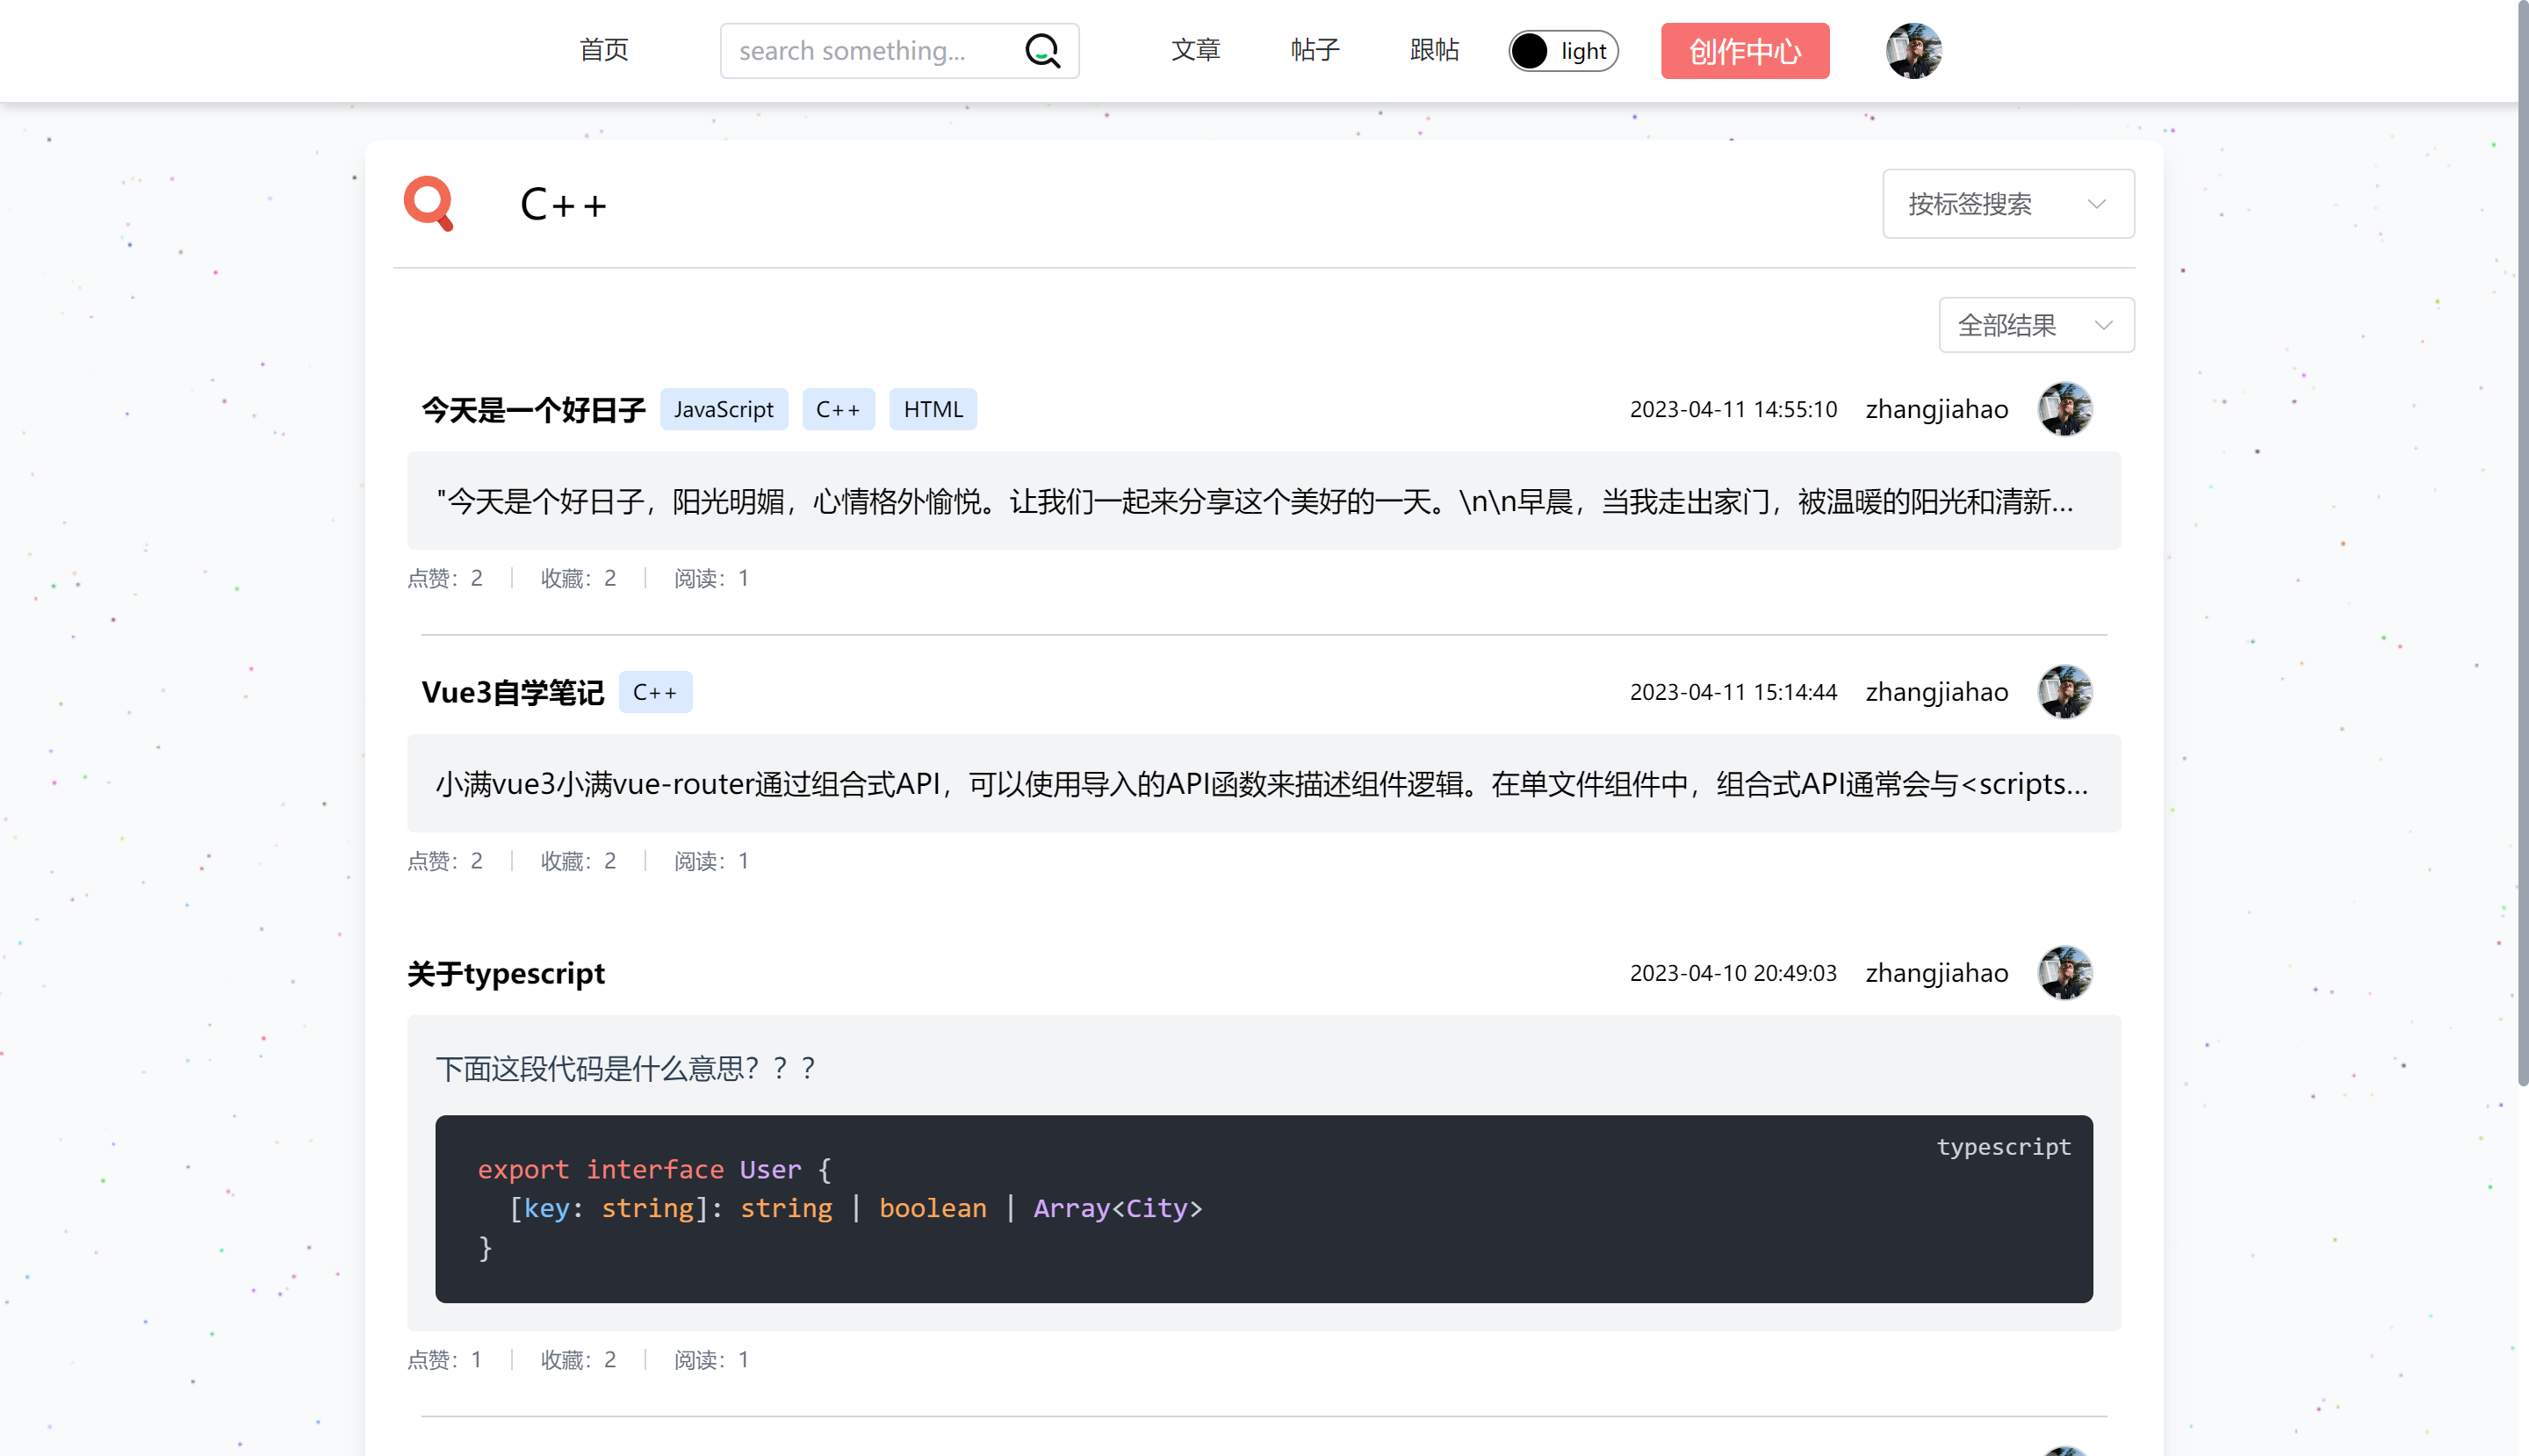 首页
search something...
文章
帖子
跟帖
light
创作中心
C++
按标签搜索
全部结果
今天是一个好日子 JavaScript C++ HTML 2023-04-11 14:55:10 zhangjiahao
"今天是个好日子，阳光明媚，心情格外愉悦。让我们一起来分享这个美好的一天。\n\n早晨，当我走出家门，被温暖的阳光和清新...
点赞：2 | 收藏：2 | 阅读：1
Vue3自学笔记 C++ 2023-04-11 15:14:44 zhangjiahao
小满vue3小满vue-router通过组合式API，可以使用导入的API函数来描述组件逻辑。在单文件组件中，组合式API通常会与<scripts...
点赞：2 | 收藏：2 | 阅读：1
关于typescript 2023-04-10 20:49:03 zhangjiahao
下面这段代码是什么意思？？？
typescript
export interface User {
  [key: string]: string | boolean | Array<City>
}
点赞：1 | 收藏：2 | 阅读：1